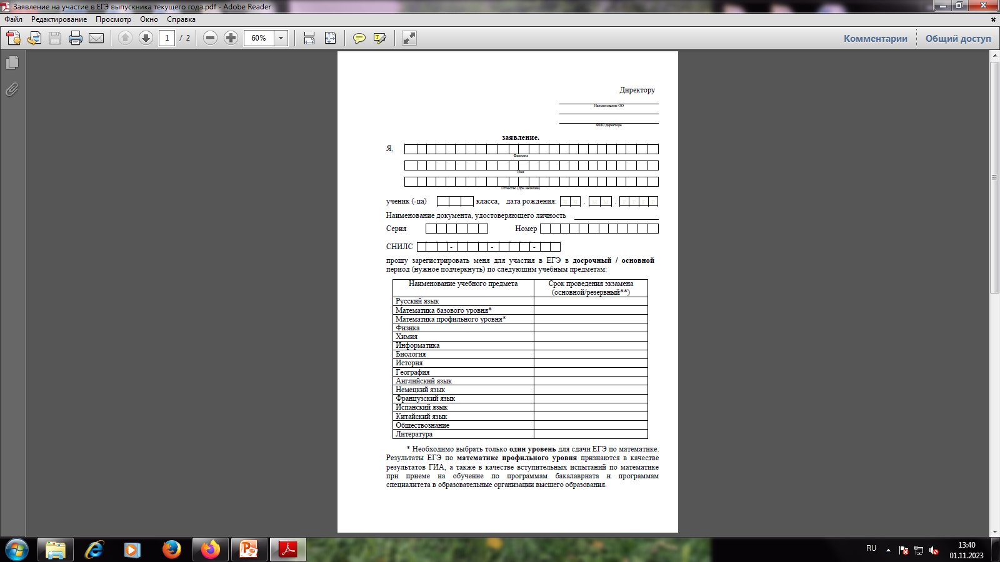 Заявление на участие в ЕГЭ выпускника текущего года.pdf - Adobe Reader
Файл Редактирование Просмотр Окно Справка
1 / 2 60% Комментарии Общий доступ
Директору
Наименование ОО
ФИО директора
заявление.
Я,
Фамилия
Имя
Отчество (при наличии)
ученик (-ца) класса, дата рождения: ч ч . м м . г г г г
Наименование документа, удостоверяющего личность
Серия Номер
СНИЛС - - -
прошу зарегистрировать меня для участия в ЕГЭ в досрочный / основной
период (нужное подчеркнуть) по следующим учебным предметам:
Наименование учебного предмета Срок проведения экзамена
(основной/резервный**)
Русский язык
Математика базового уровня*
Математика профильного уровня*
Физика
Химия
Информатика
Биология
История
География
Английский язык
Немецкий язык
Французский язык
Испанский язык
Китайский язык
Обществознание
Литература
* Необходимо выбрать только один уровень для сдачи ЕГЭ по математике.
Результаты ЕГЭ по математике профильного уровня признаются в качестве
результатов ГИА, а также в качестве вступительных испытаний по математике
при приеме на обучение по программам бакалавриата и программам
специалитета в образовательные организации высшего образования.
RU 13:40
01.11.2023